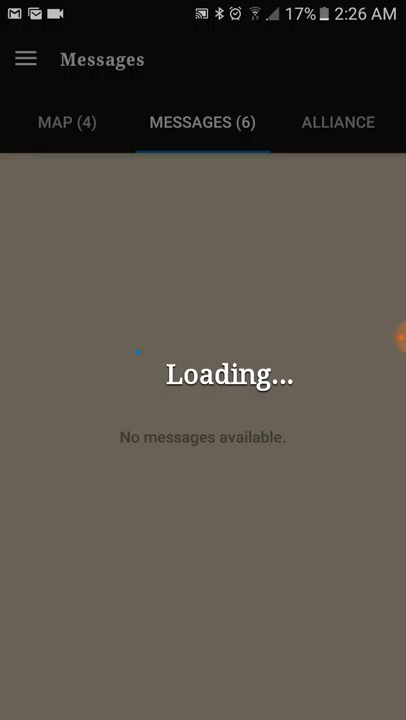 17% 2:26 AM
Messages
MAP (4) MESSAGES (6) ALLIANCE
Loading...
No messages available.